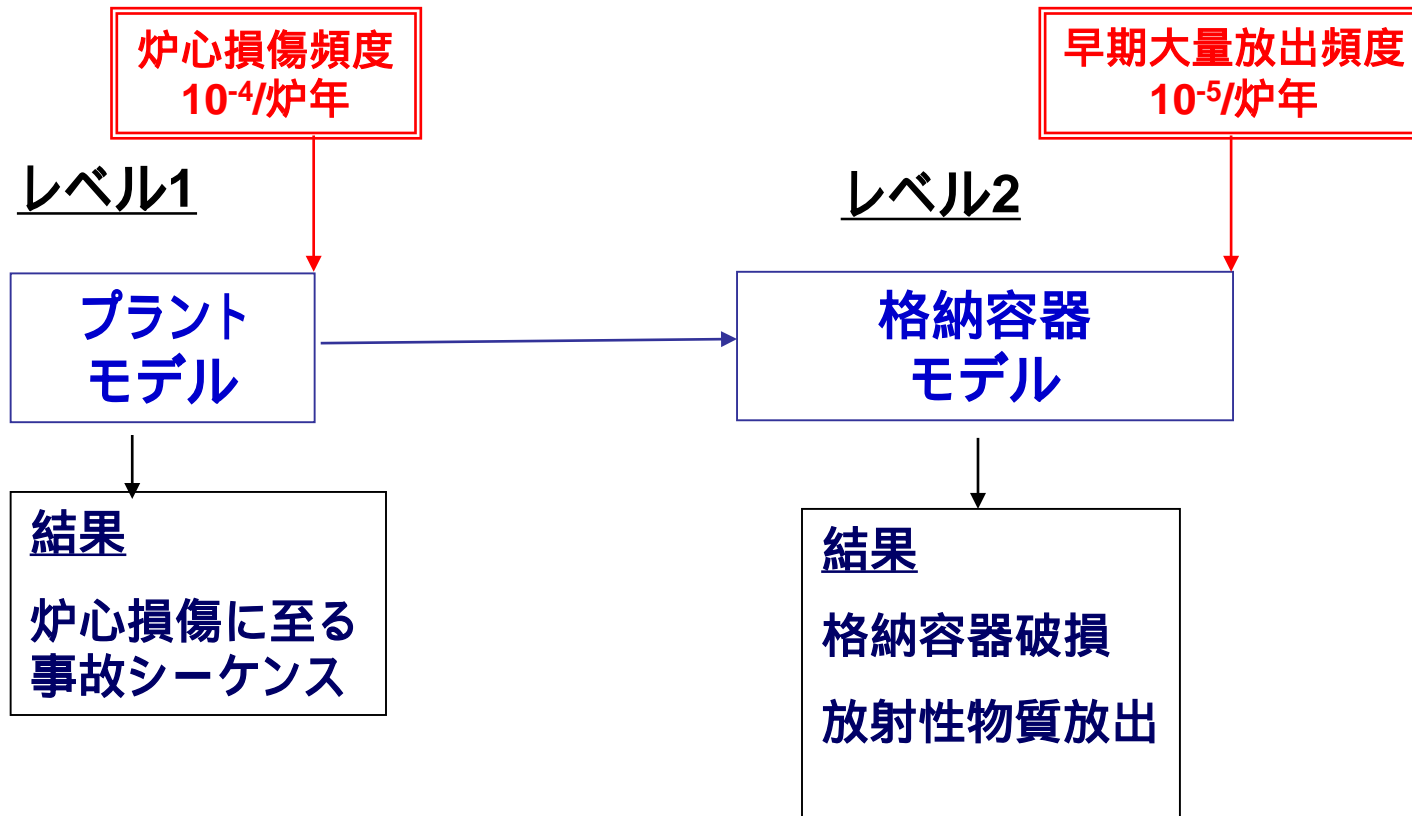 炉心損傷頻度
10⁻⁴/炉年
早期大量放出頻度
10⁻⁵/炉年
レベル1
レベル2
プラント
モデル
格納容器
モデル
結果
炉心損傷に至る
事故シーケンス
結果
格納容器破損
放射性物質放出